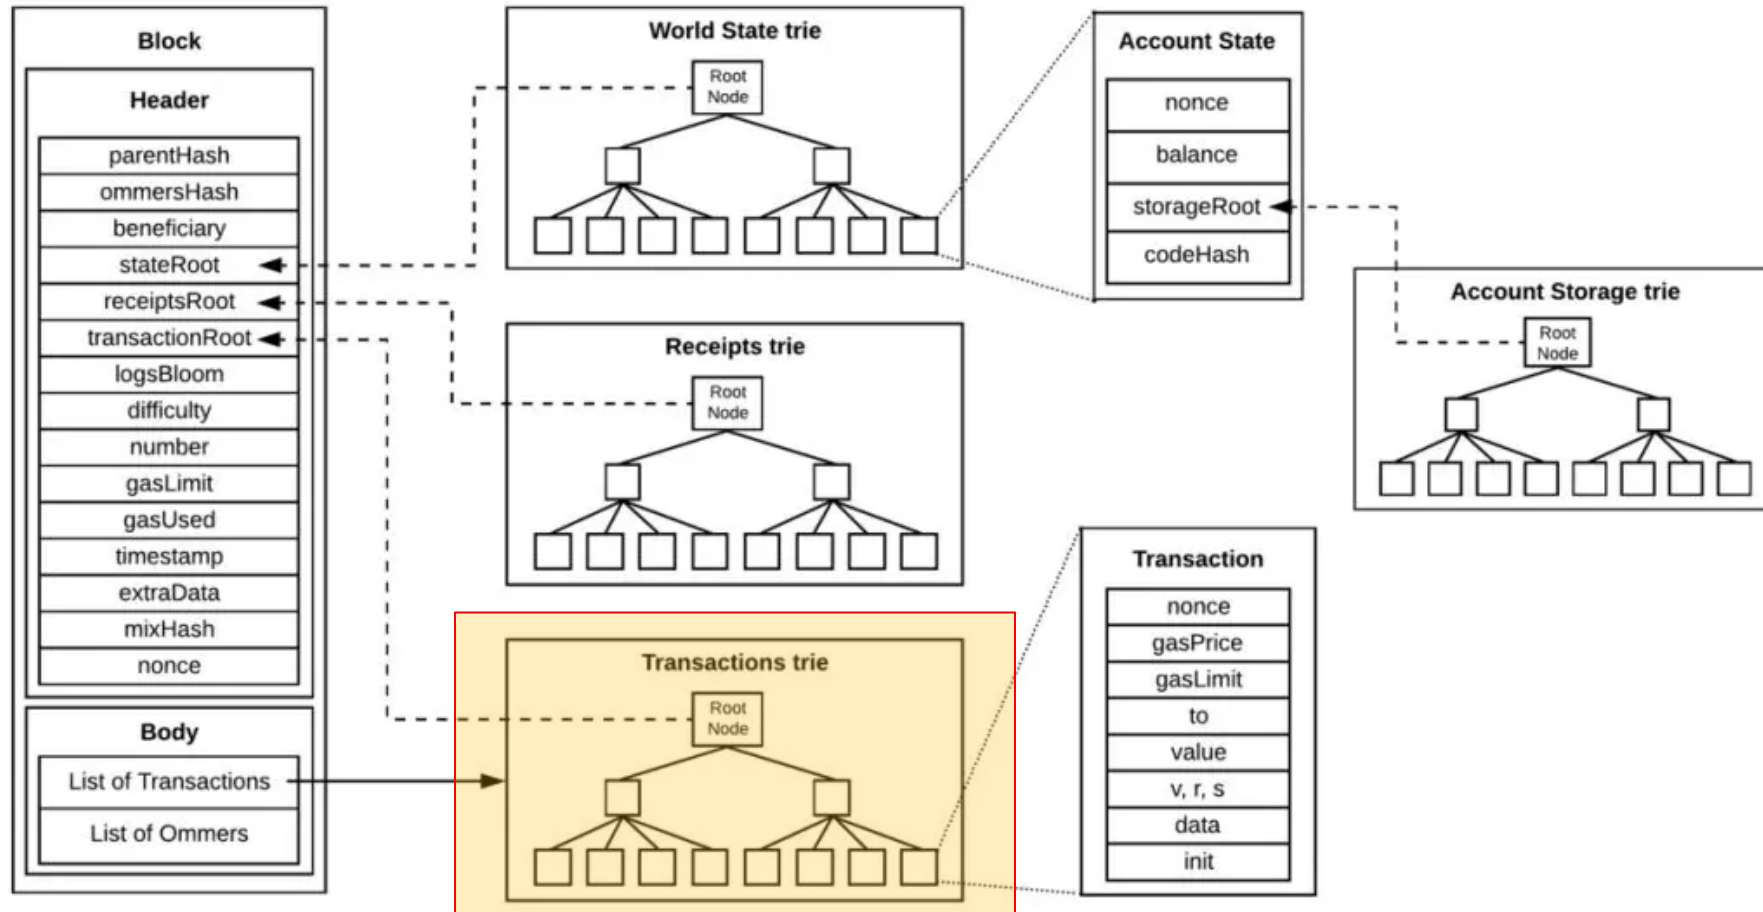 Block
Header
parentHash
ommersHash
beneficiary
stateRoot
receiptsRoot
transactionRoot
logsBloom
difficulty
number
gasLimit
gasUsed
timestamp
extraData
mixHash
nonce
Body
List of Transactions
List of Ommers
World State trie
Root
Node
Receipts trie
Root
Node
Transactions trie
Root
Node
Account State
nonce
balance
storageRoot
codeHash
Account Storage trie
Root
Node
Transaction
nonce
gasPrice
gasLimit
to
value
v, r, s
data
init